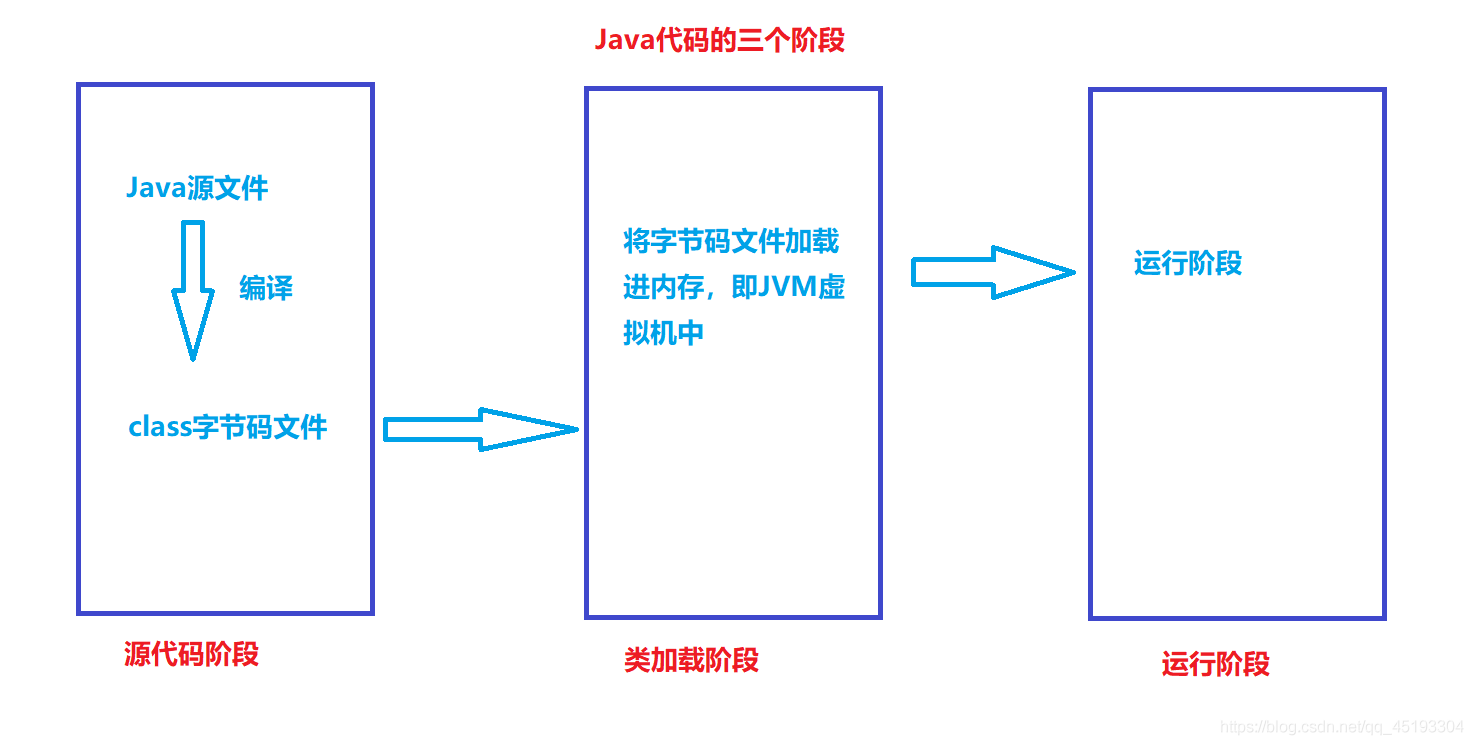 Java代码的三个阶段
Java源文件
编译
class字节码文件
源代码阶段
将字节码文件加载
进内存，即JVM虚
拟机中
类加载阶段
运行阶段
运行阶段
https://blog.csdn.net/qq_45193304